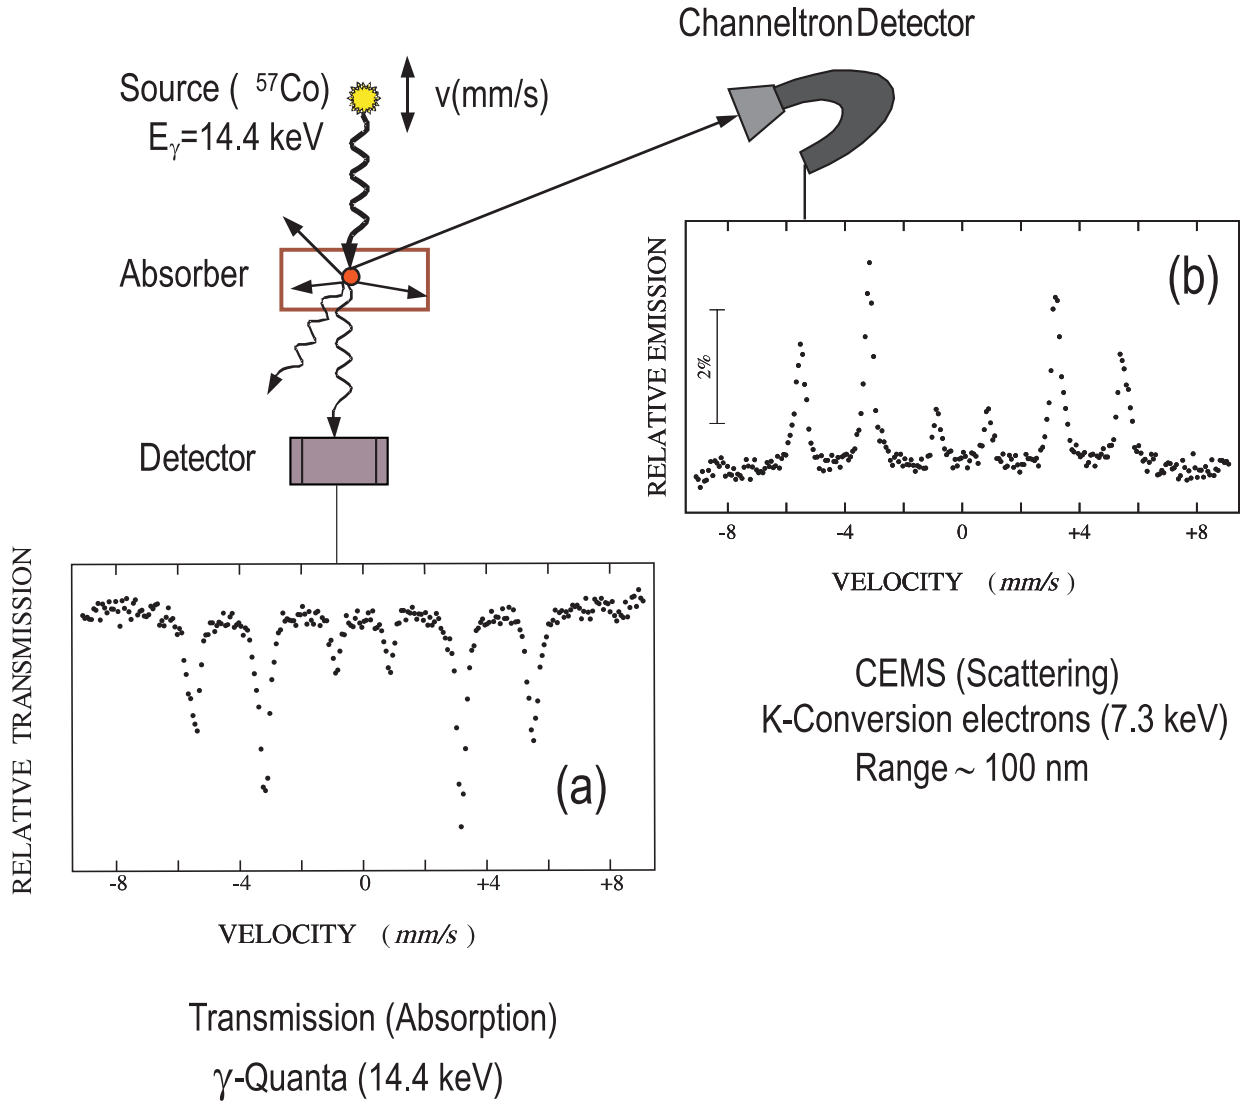 Channeltron Detector
Source ( ⁵⁷Co)
v(mm/s)
Eγ=14.4 keV
Absorber
Detector
(b)
RELATIVE EMISSION
2%
-8 -4 0 +4 +8
VELOCITY (mm/s)
CEMS (Scattering)
K-Conversion electrons (7.3 keV)
Range ~ 100 nm
RELATIVE TRANSMISSION
(a)
-8 -4 0 +4 +8
VELOCITY (mm/s)
Transmission (Absorption)
γ-Quanta (14.4 keV)